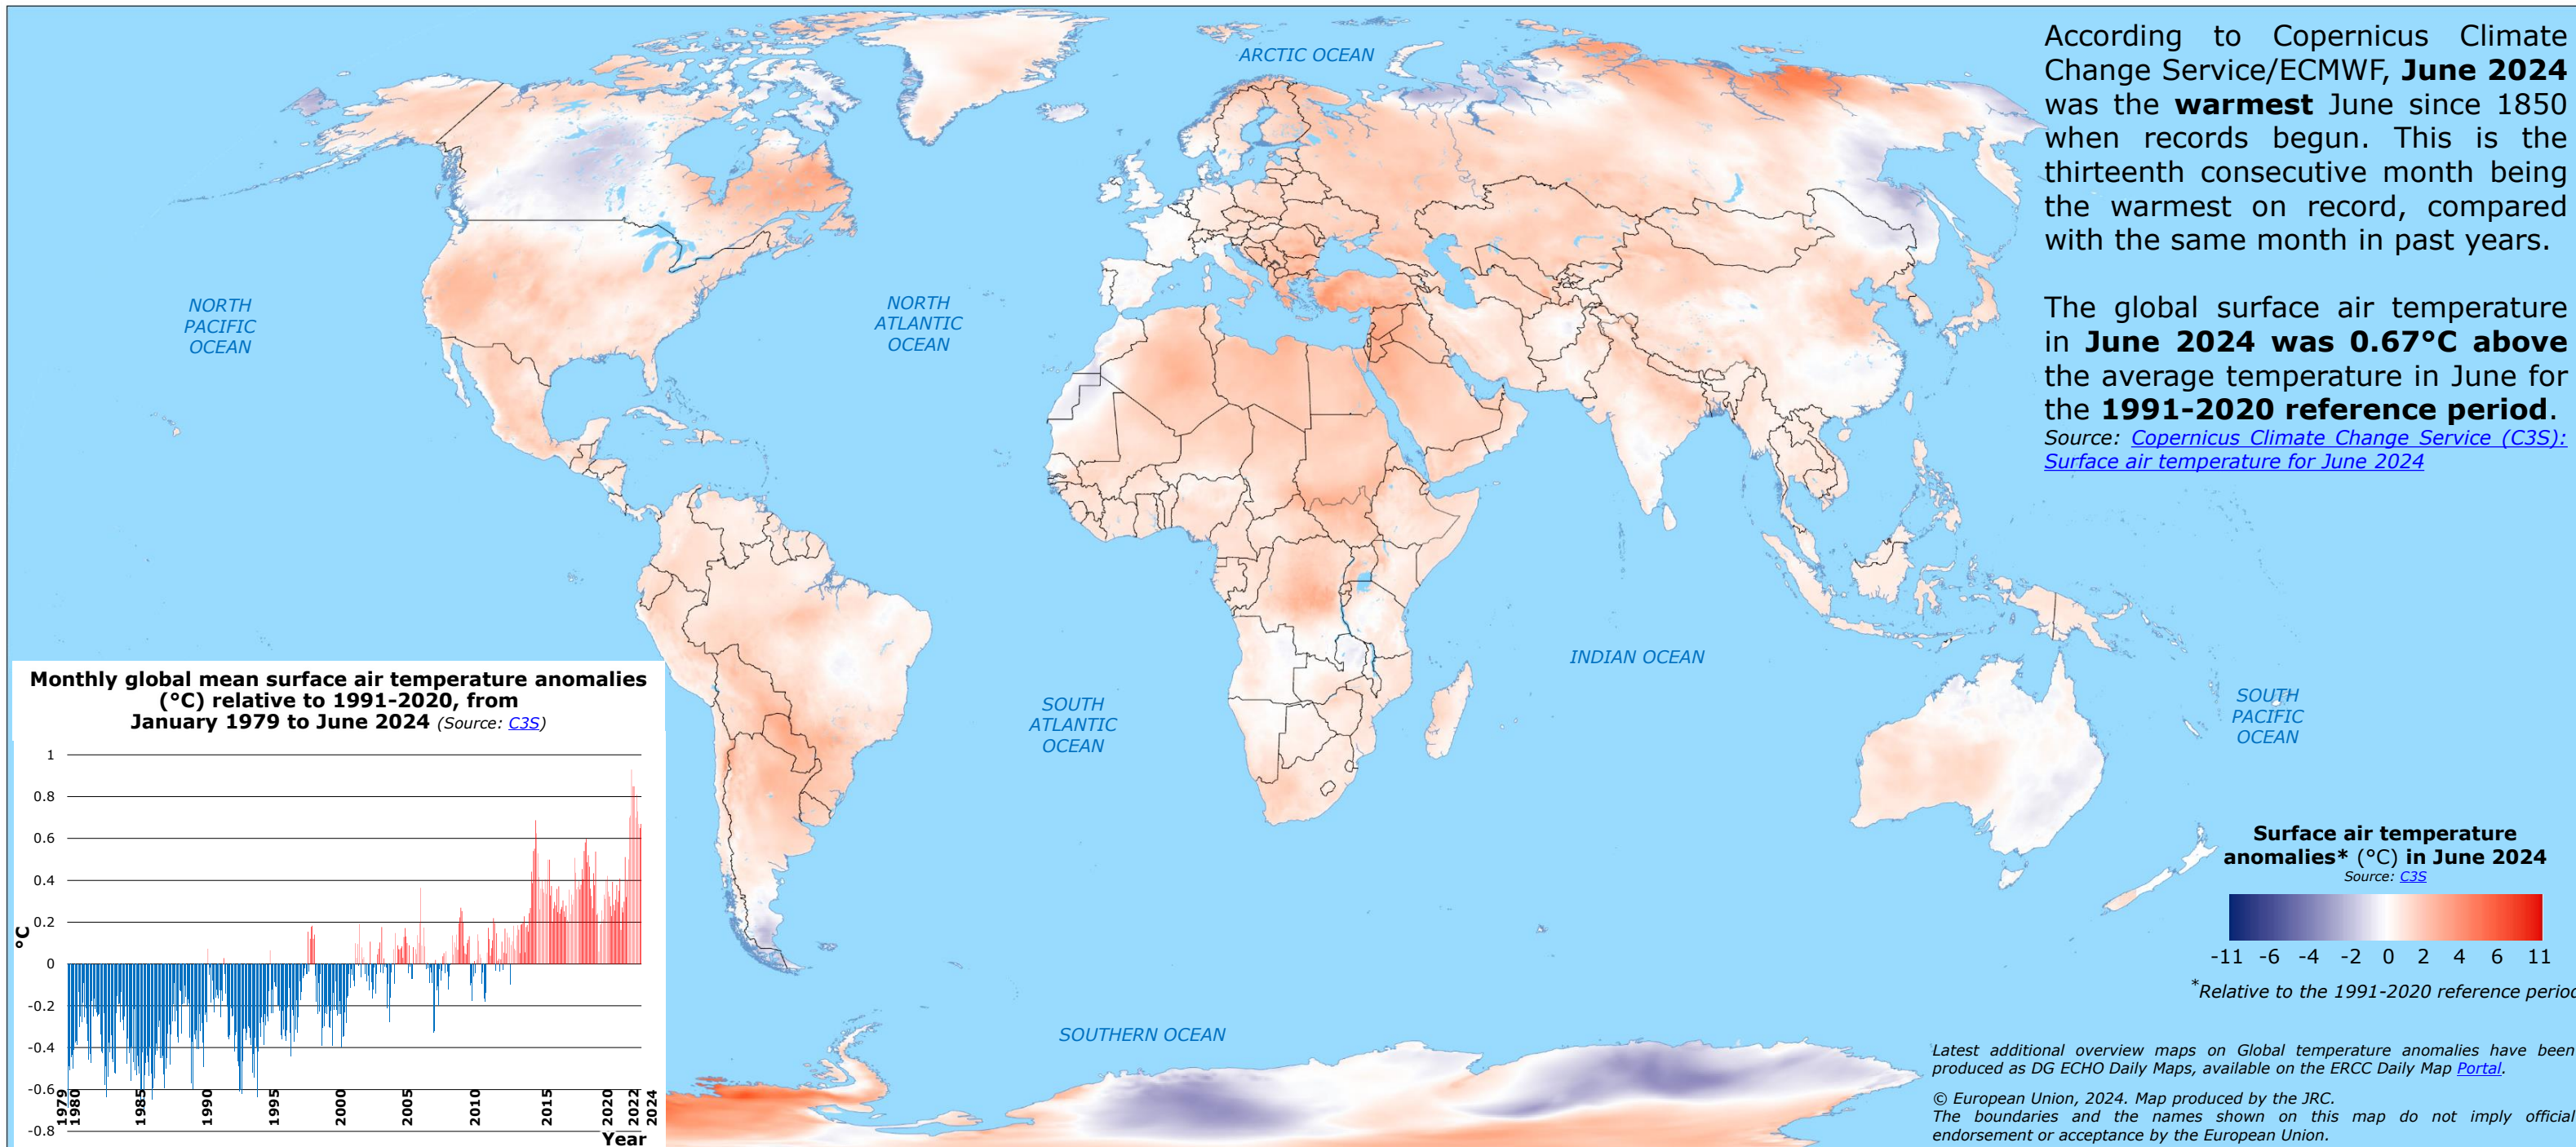 ARCTIC OCEAN
According to Copernicus Climate
Change Service/ECMWF, June 2024
was the warmest June since 1850
when records begun. This is the
thirteenth consecutive month being
the warmest on record, compared
with the same month in past years.
The global surface air temperature
in June 2024 was 0.67°C above
the average temperature in June for
the 1991-2020 reference period.
Source: Copernicus Climate Change Service (C3S):
Surface air temperature for June 2024
NORTH
PACIFIC
OCEAN
NORTH
ATLANTIC
OCEAN
INDIAN OCEAN
SOUTH
ATLANTIC
OCEAN
SOUTH
PACIFIC
OCEAN
SOUTHERN OCEAN
Monthly global mean surface air temperature anomalies
(°C) relative to 1991-2020, from
January 1979 to June 2024 (Source: C3S)
1
0.8
0.6
0.4
0.2
0
-0.2
-0.4
-0.6
-0.8
°C
1979
1980
1985
1990
1995
2000
2005
2010
2015
2020
2022
2024
Year
Surface air temperature
anomalies* (°C) in June 2024
Source: C3S
-11 -6 -4 -2 0 2 4 6 11
*Relative to the 1991-2020 reference period
Latest additional overview maps on Global temperature anomalies have been
produced as DG ECHO Daily Maps, available on the ERCC Daily Map Portal.
© European Union, 2024. Map produced by the JRC.
The boundaries and the names shown on this map do not imply official
endorsement or acceptance by the European Union.